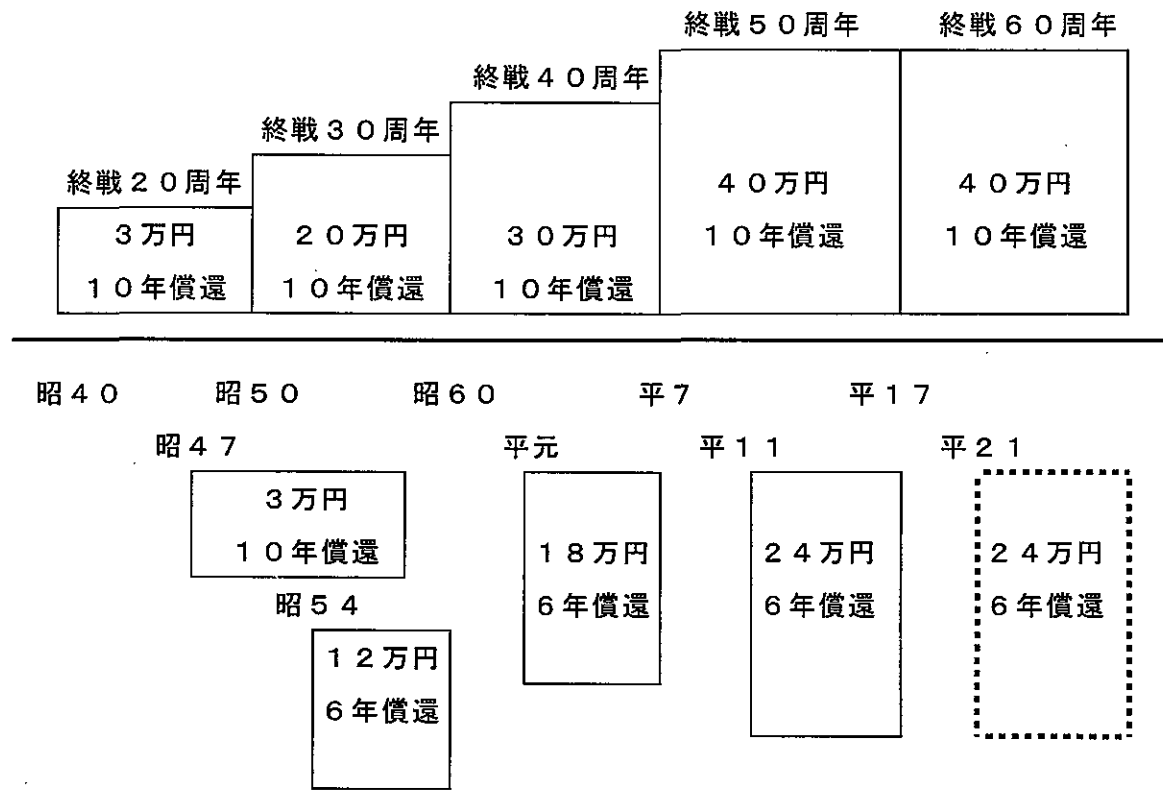 終戦５０周年　終戦６０周年
終戦４０周年
終戦３０周年
終戦２０周年
３万円
１０年償還
２０万円
１０年償還
３０万円
１０年償還
４０万円
１０年償還
４０万円
１０年償還
昭４０　昭５０　昭６０　平７　平１７
昭４７　平元　平１１　平２１
３万円
１０年償還
昭５４
１２万円
６年償還
１８万円
６年償還
２４万円
６年償還
２４万円
６年償還